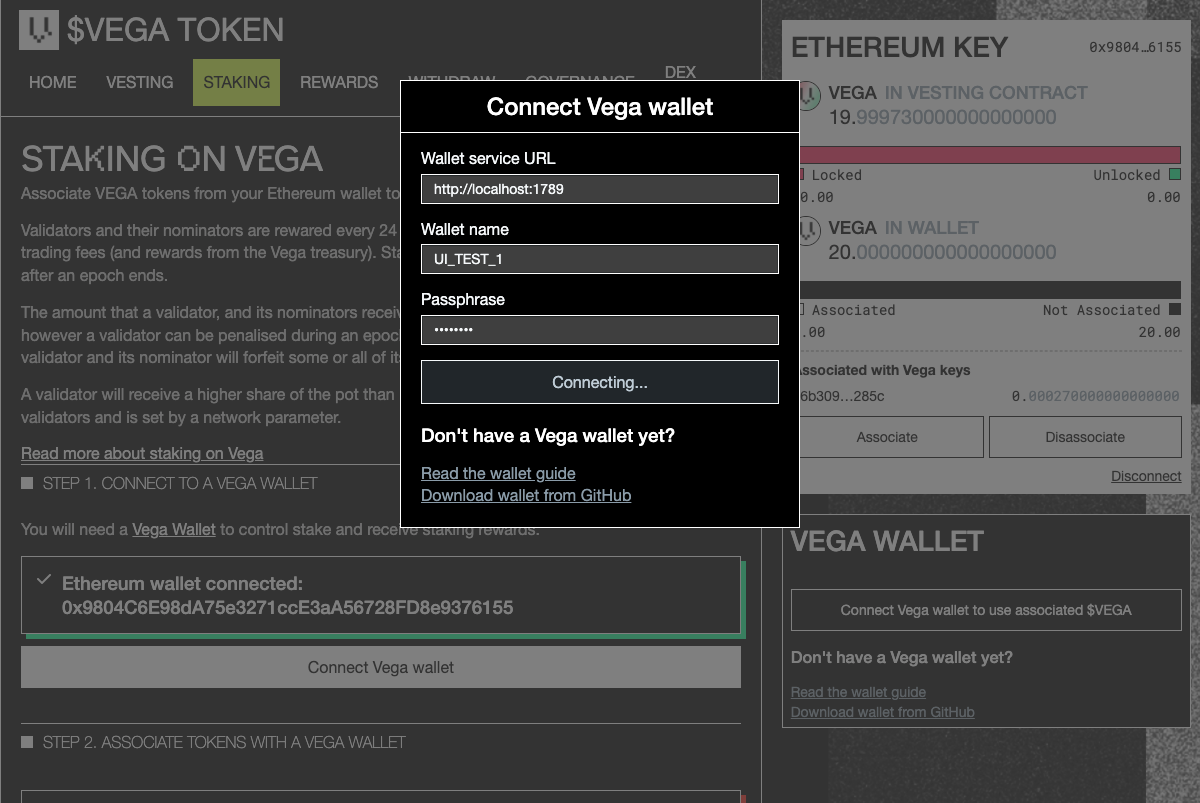 $VEGA TOKEN
HOME VESTING STAKING REWARDS WITHDRAW GOVERNANCE DEX
STAKING ON VEGA
Associate VEGA tokens from your Ethereum wallet to
Validators and their nominators are rewared every 24
trading fees (and rewards from the Vega treasury).
after an epoch ends.
The amount that a validator, and its nominators
however a validator can be penalised during an
validator and its nominator will forfeit some or all of
A validator will receive a higher share of the pot than
validators and is set by a network parameter.
Read more about staking on Vega
STEP 1. CONNECT TO A VEGA WALLET
You will need a Vega Wallet to control stake and receive staking rewards.
Ethereum wallet connected:
0x9804C6E98dA75e3271ccE3aA56728FD8e9376155
Connect Vega wallet
STEP 2. ASSOCIATE TOKENS WITH A VEGA WALLET
Connect Vega wallet
Wallet service URL
http://localhost:1789
Wallet name
UI_TEST_1
Passphrase
••••••••
Connecting...
Don't have a Vega wallet yet?
Read the wallet guide
Download wallet from GitHub
ETHEREUM KEY 0x9804…6155
VEGA IN VESTING CONTRACT
19.999730000000000000
Locked Unlocked
0.00 0.00
VEGA IN WALLET
20.000000000000000000
Associated Not Associated
.00 20.00
Associated with Vega keys
6b309…285c 0.000270000000000000
Associate Disassociate
Disconnect
VEGA WALLET
Connect Vega wallet to use associated $VEGA
Don't have a Vega wallet yet?
Read the wallet guide
Download wallet from GitHub